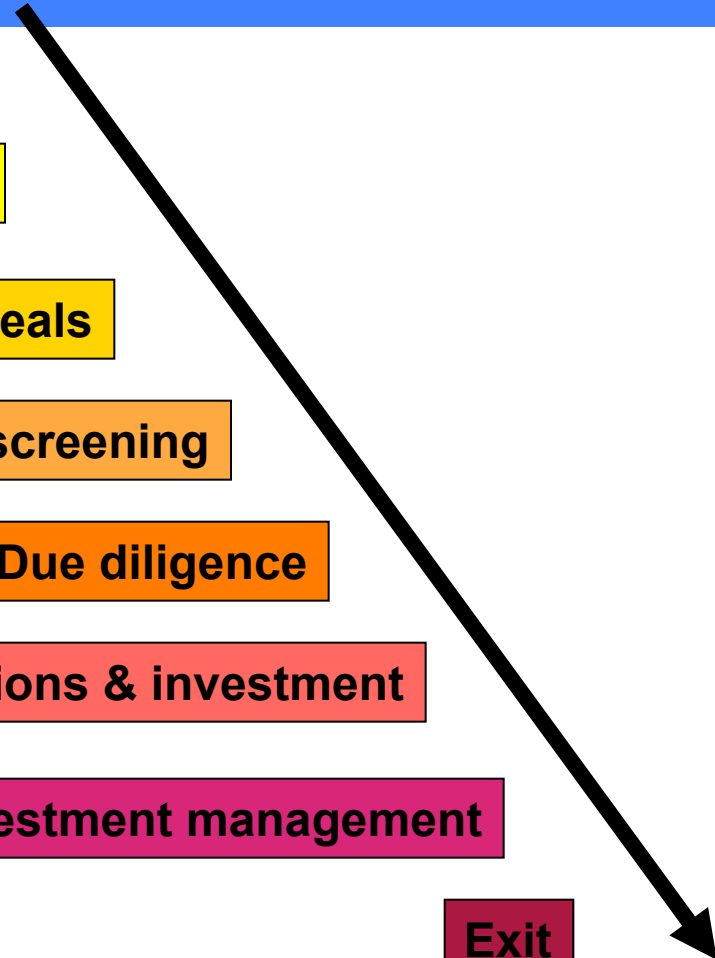 eals
screening
Due diligence
ions & investment
estment management
Exit